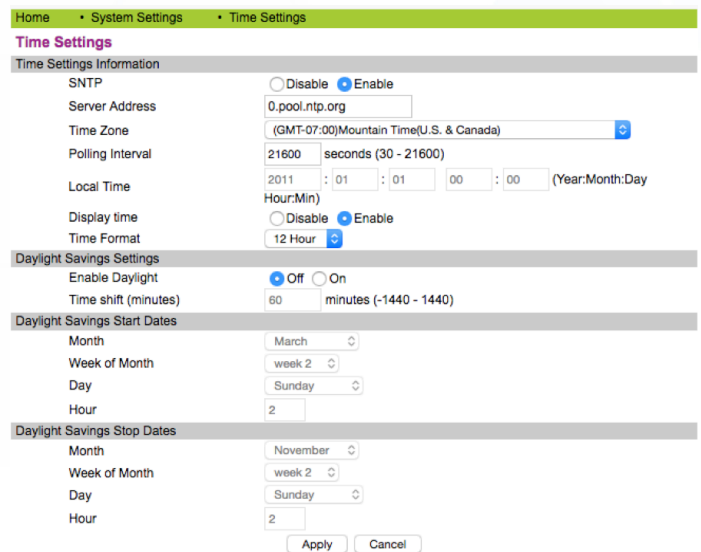 Home • System Settings • Time Settings
Time Settings
Time Settings Information
SNTP Disable Enable
Server Address 0.pool.ntp.org
Time Zone (GMT-07:00)Mountain Time(U.S. & Canada)
Polling Interval 21600 seconds (30 - 21600)
Local Time 2011 : 01 : 01 00 : 00 (Year:Month:Day
Hour:Min)
Display time Disable Enable
Time Format 12 Hour
Daylight Savings Settings
Enable Daylight Off On
Time shift (minutes) 60 minutes (-1440 - 1440)
Daylight Savings Start Dates
Month March
Week of Month week 2
Day Sunday
Hour 2
Daylight Savings Stop Dates
Month November
Week of Month week 2
Day Sunday
Hour 2
Apply Cancel